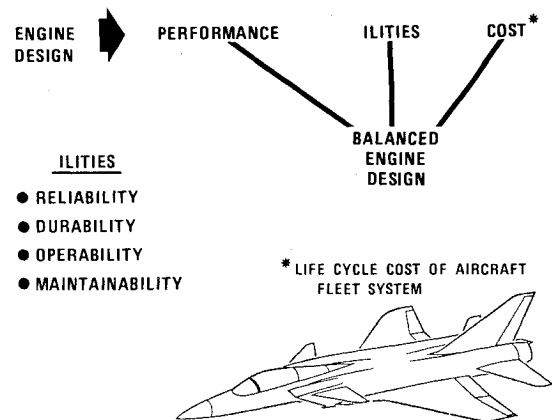 ENGINE
DESIGN
PERFORMANCE
ILITIES
COST*
BALANCED
ENGINE
DESIGN
ILITIES
● RELIABILITY
● DURABILITY
● OPERABILITY
● MAINTAINABILITY
* LIFE CYCLE COST OF AIRCRAFT
FLEET SYSTEM